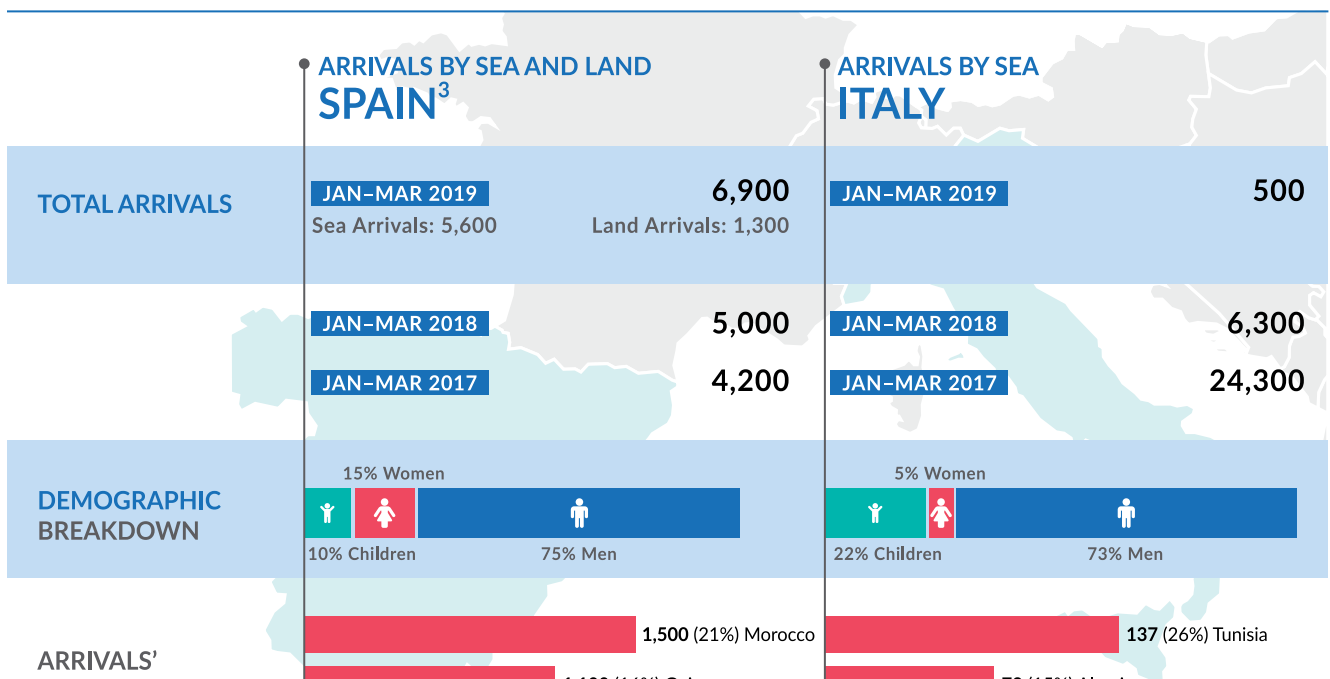 ARRIVALS BY SEA AND LAND
SPAIN3
ARRIVALS BY SEA
ITALY
TOTAL ARRIVALS
JAN–MAR 2019 6,900
Sea Arrivals: 5,600 Land Arrivals: 1,300
JAN–MAR 2019 500
JAN–MAR 2018 5,000
JAN–MAR 2018 6,300
JAN–MAR 2017 4,200
JAN–MAR 2017 24,300
DEMOGRAPHIC
BREAKDOWN
15% Women
10% Children 75% Men
5% Women
22% Children 73% Men
ARRIVALS’
1,500 (21%) Morocco
137 (26%) Tunisia